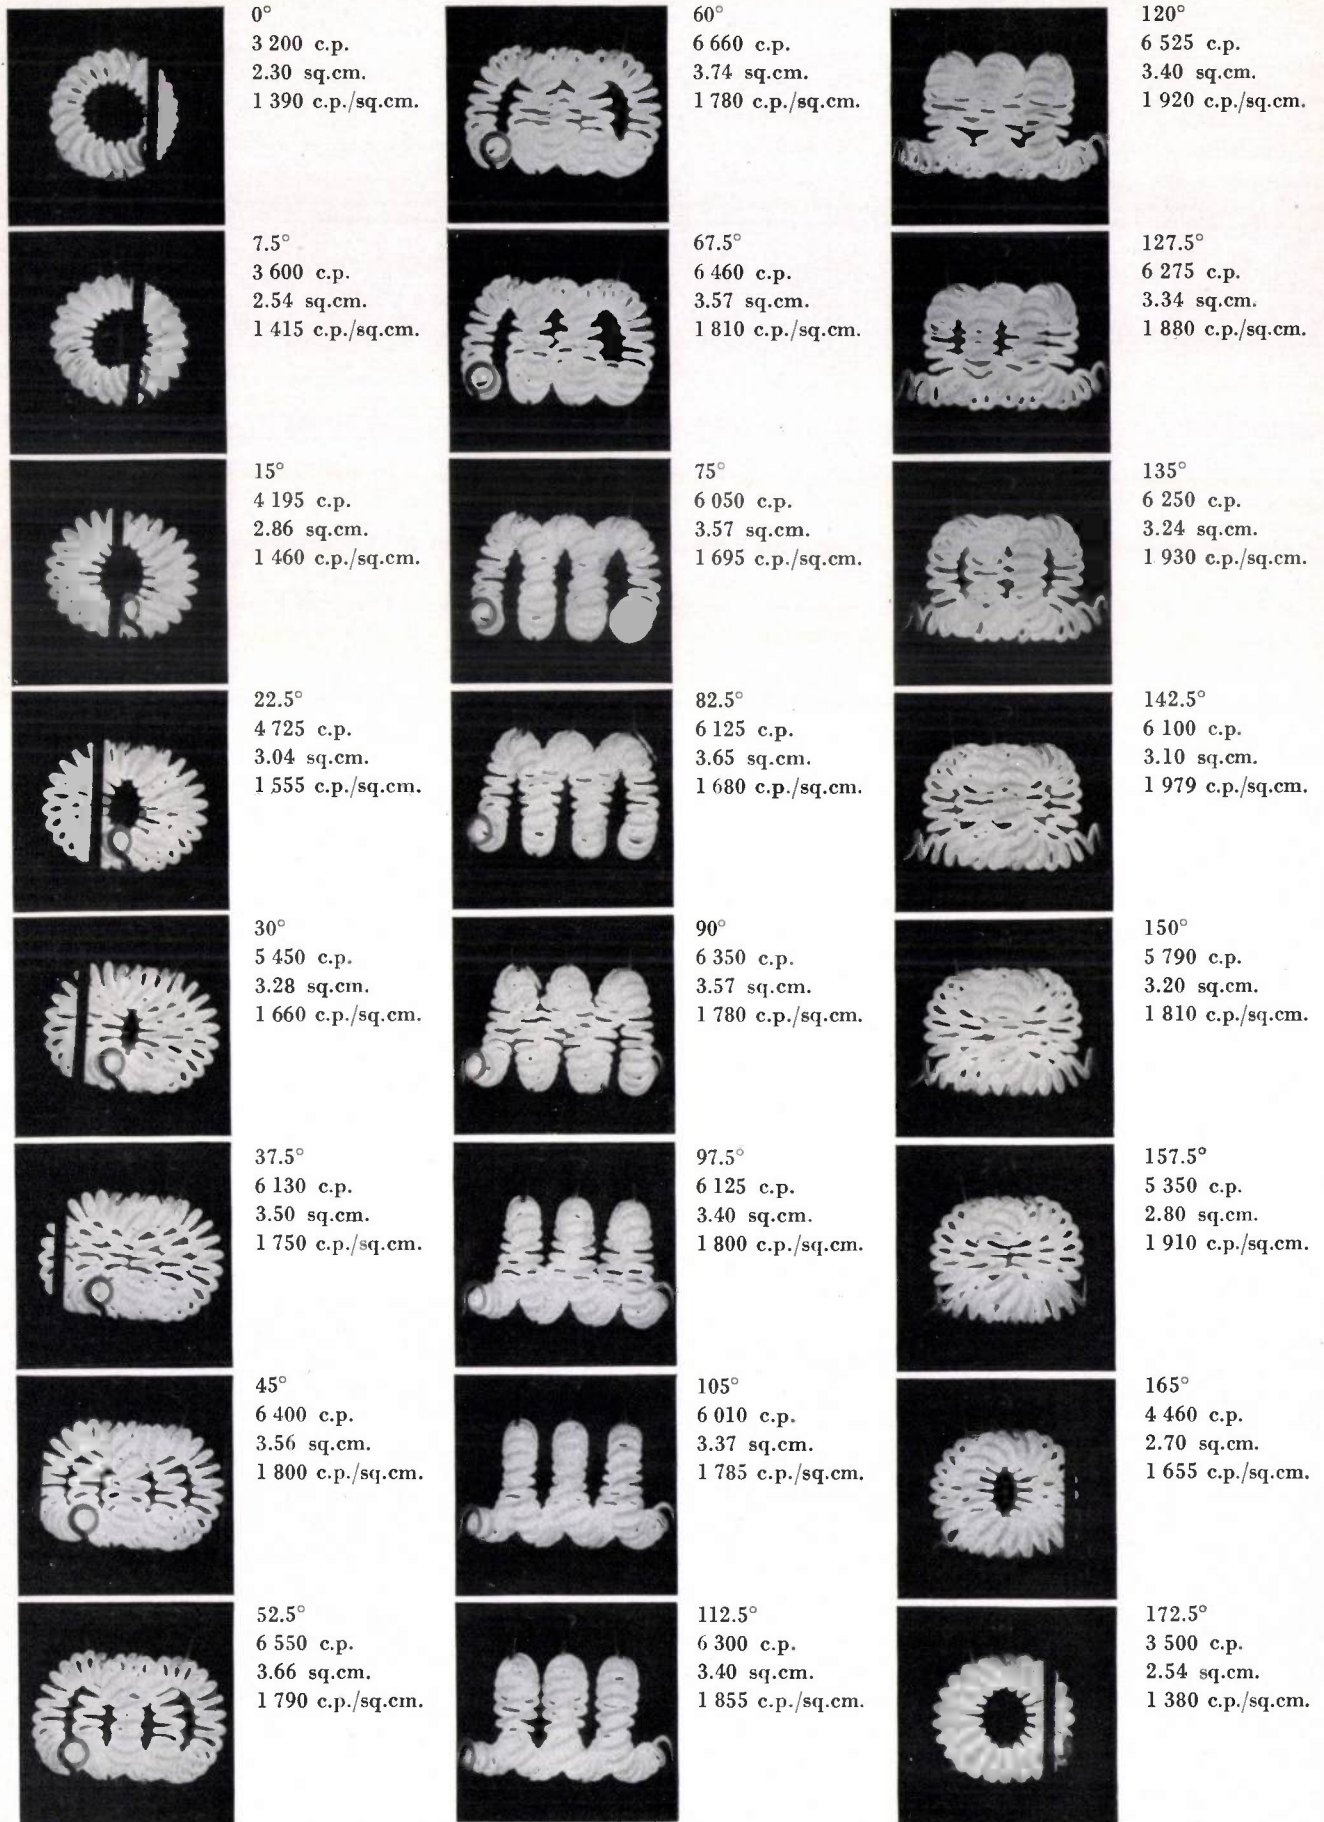 0°
3 200 c.p.
2.30 sq.cm.
1 390 c.p./sq.cm.
7.5°
3 600 c.p.
2.54 sq.cm.
1 415 c.p./sq.cm.
15°
4 195 c.p.
2.86 sq.cm.
1 460 c.p./sq.cm.
22.5°
4 725 c.p.
3.04 sq.cm.
1 555 c.p./sq.cm.
30°
5 450 c.p.
3.28 sq.cm.
1 660 c.p./sq.cm.
37.5°
6 130 c.p.
3.50 sq.cm.
1 750 c.p./sq.cm.
45°
6 400 c.p.
3.56 sq.cm.
1 800 c.p./sq.cm.
52.5°
6 550 c.p.
3.66 sq.cm.
1 790 c.p./sq.cm.
60°
6 660 c.p.
3.74 sq.cm.
1 780 c.p./sq.cm.
67.5°
6 460 c.p.
3.57 sq.cm.
1 810 c.p./sq.cm.
75°
6 050 c.p.
3.57 sq.cm.
1 695 c.p./sq.cm.
82.5°
6 125 c.p.
3.65 sq.cm.
1 680 c.p./sq.cm.
90°
6 350 c.p.
3.57 sq.cm.
1 780 c.p./sq.cm.
97.5°
6 125 c.p.
3.40 sq.cm.
1 800 c.p./sq.cm.
105°
6 010 c.p.
3.37 sq.cm.
1 785 c.p./sq.cm.
112.5°
6 300 c.p.
3.40 sq.cm.
1 855 c.p./sq.cm.
120°
6 525 c.p.
3.40 sq.cm.
1 920 c.p./sq.cm.
127.5°
6 275 c.p.
3.34 sq.cm.
1 880 c.p./sq.cm.
135°
6 250 c.p.
3.24 sq.cm.
1 930 c.p./sq.cm.
142.5°
6 100 c.p.
3.10 sq.cm.
1 979 c.p./sq.cm.
150°
5 790 c.p.
3.20 sq.cm.
1 810 c.p./sq.cm.
157.5°
5 350 c.p.
2.80 sq.cm.
1 910 c.p./sq.cm.
165°
4 460 c.p.
2.70 sq.cm.
1 655 c.p./sq.cm.
172.5°
3 500 c.p.
2.54 sq.cm.
1 380 c.p./sq.cm.